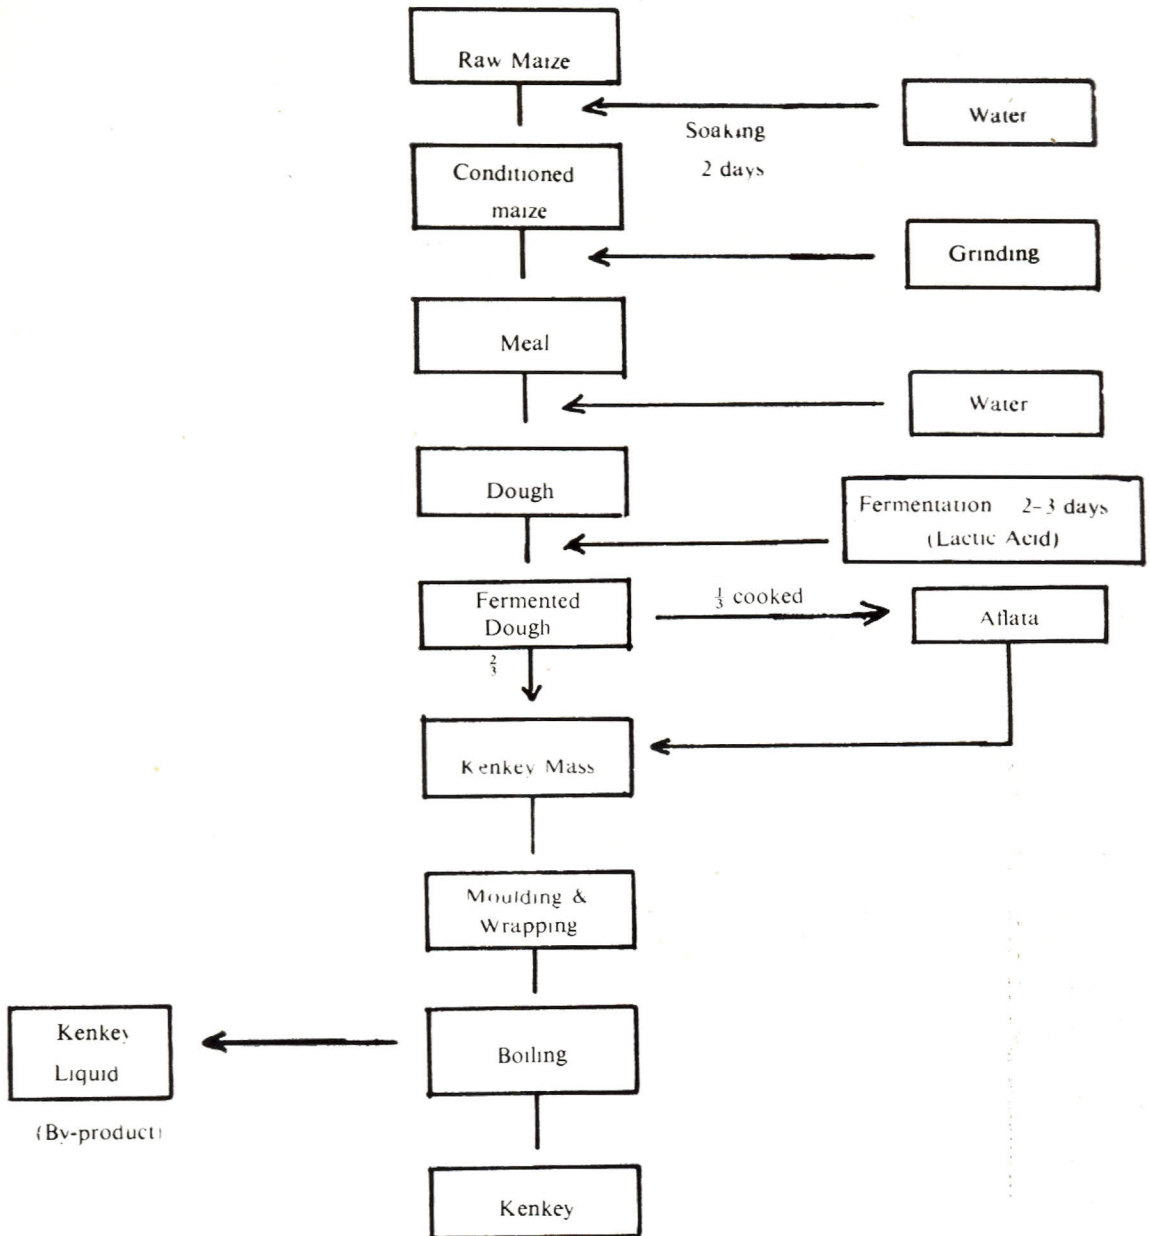 Raw Maize
Water
Soaking
2 days
Conditioned
maize
Grinding
Meal
Water
Dough
Fermentation 2-3 days
(Lactic Acid)
Fermented
Dough
1/3 cooked
Aflata
2/3
Kenkey Mass
Moulding &
Wrapping
Kenkey
Liquid
(By-product)
Boiling
Kenkey